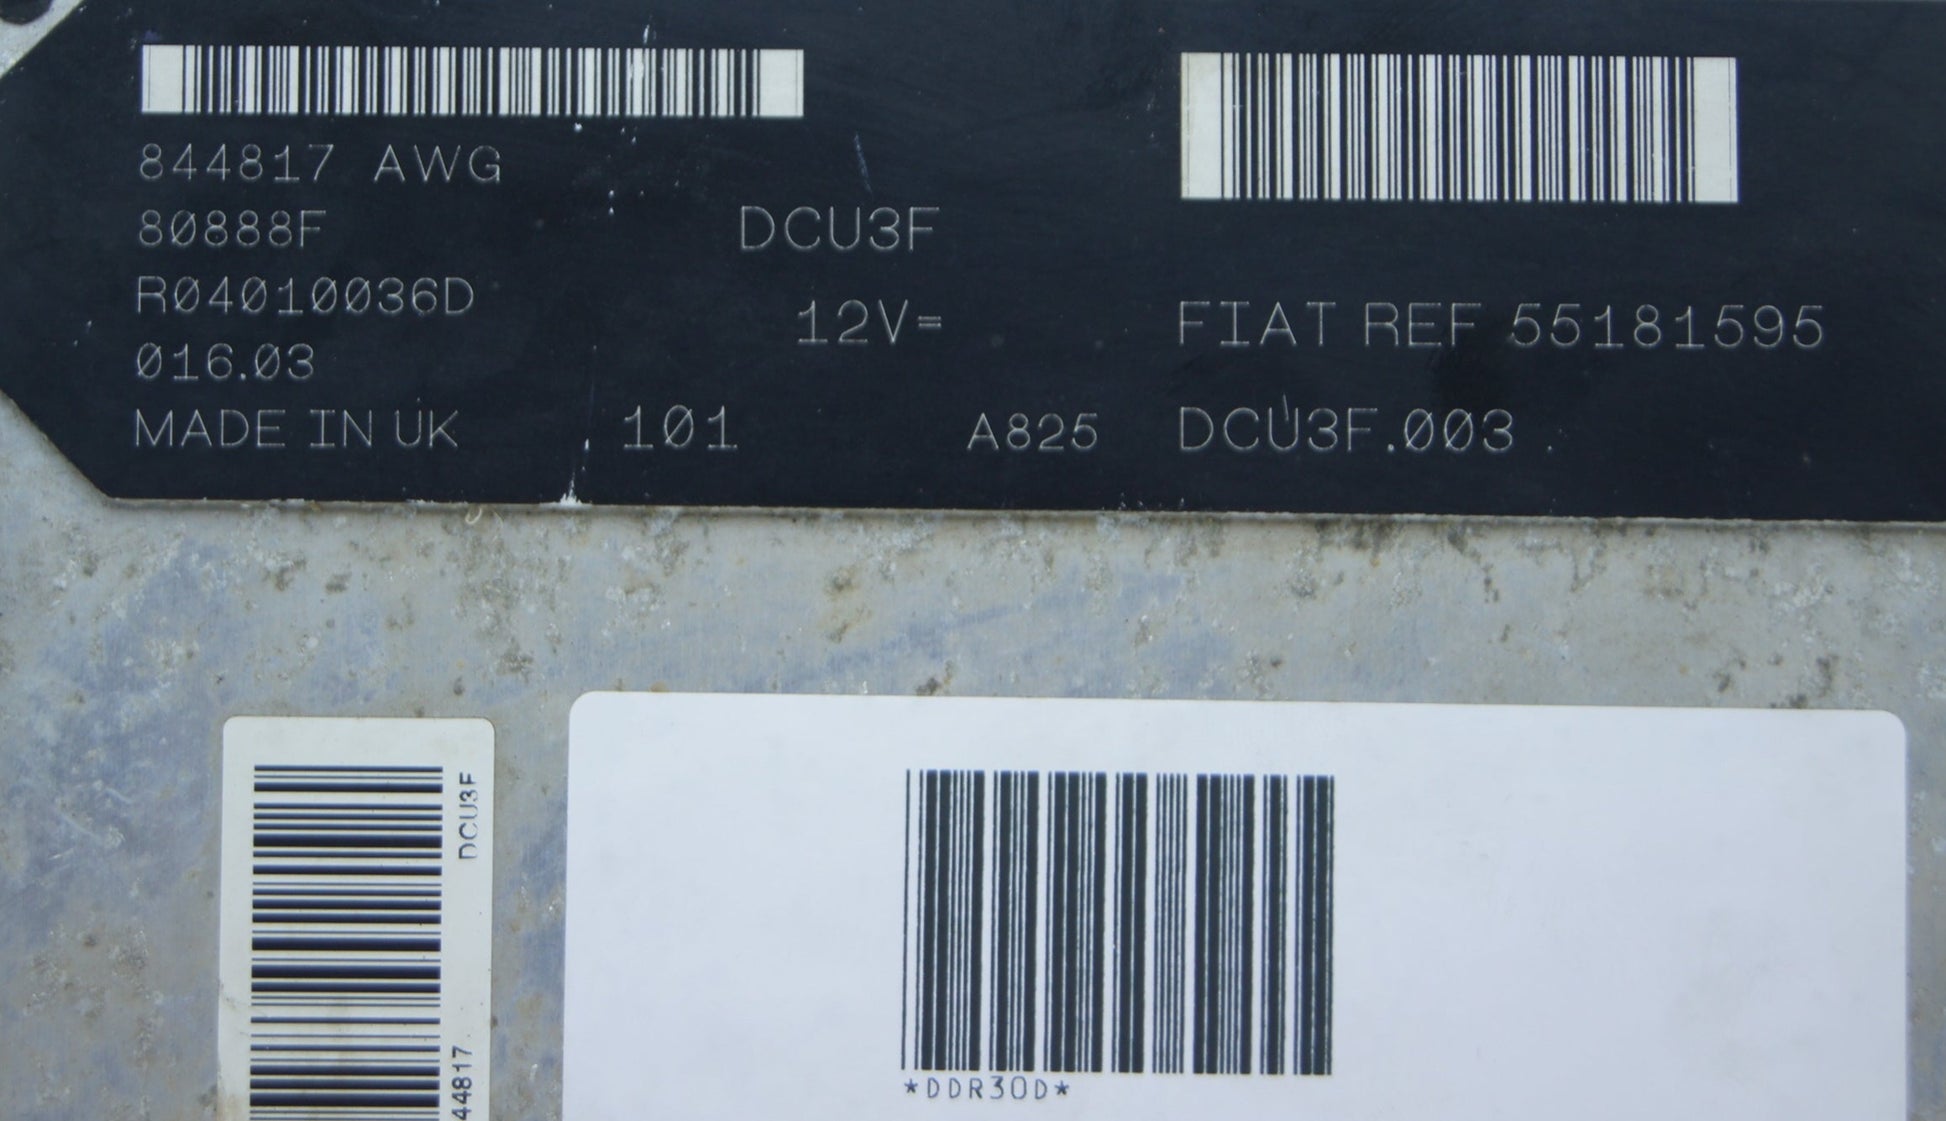 844817 AWG
80888F
R04010036D
016.03
MADE IN UK
101
DCU3F
12V=
A825
FIAT REF 55181595
DCU3F.003
DCU3F
44817
*DDR30D*